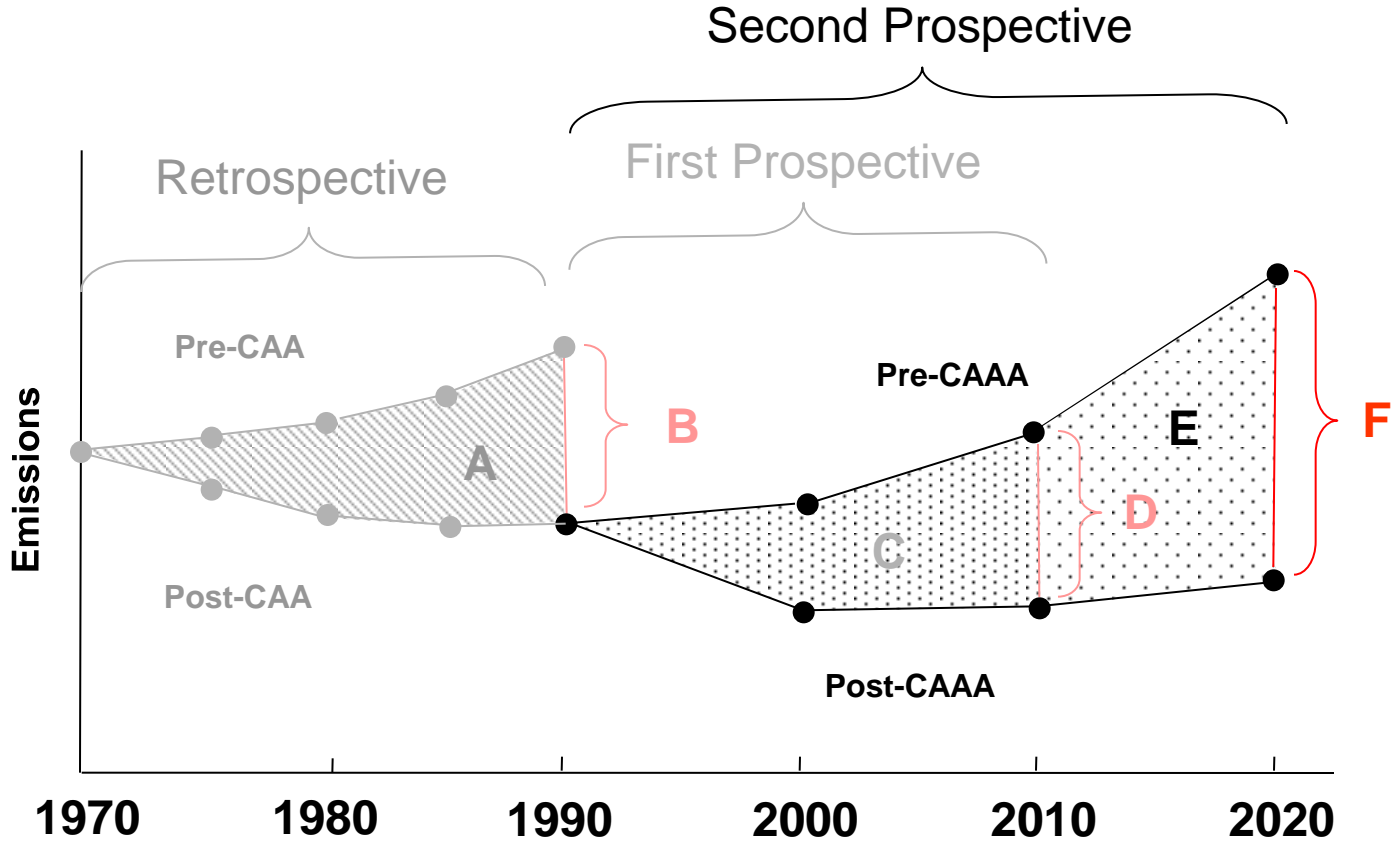 Second Prospective
First Prospective
Retrospective
Pre-CAA
Pre-CAAA
B
E
F
A
D
C
Emissions
Post-CAA
Post-CAAA
1970
1980
1990
2000
2010
2020